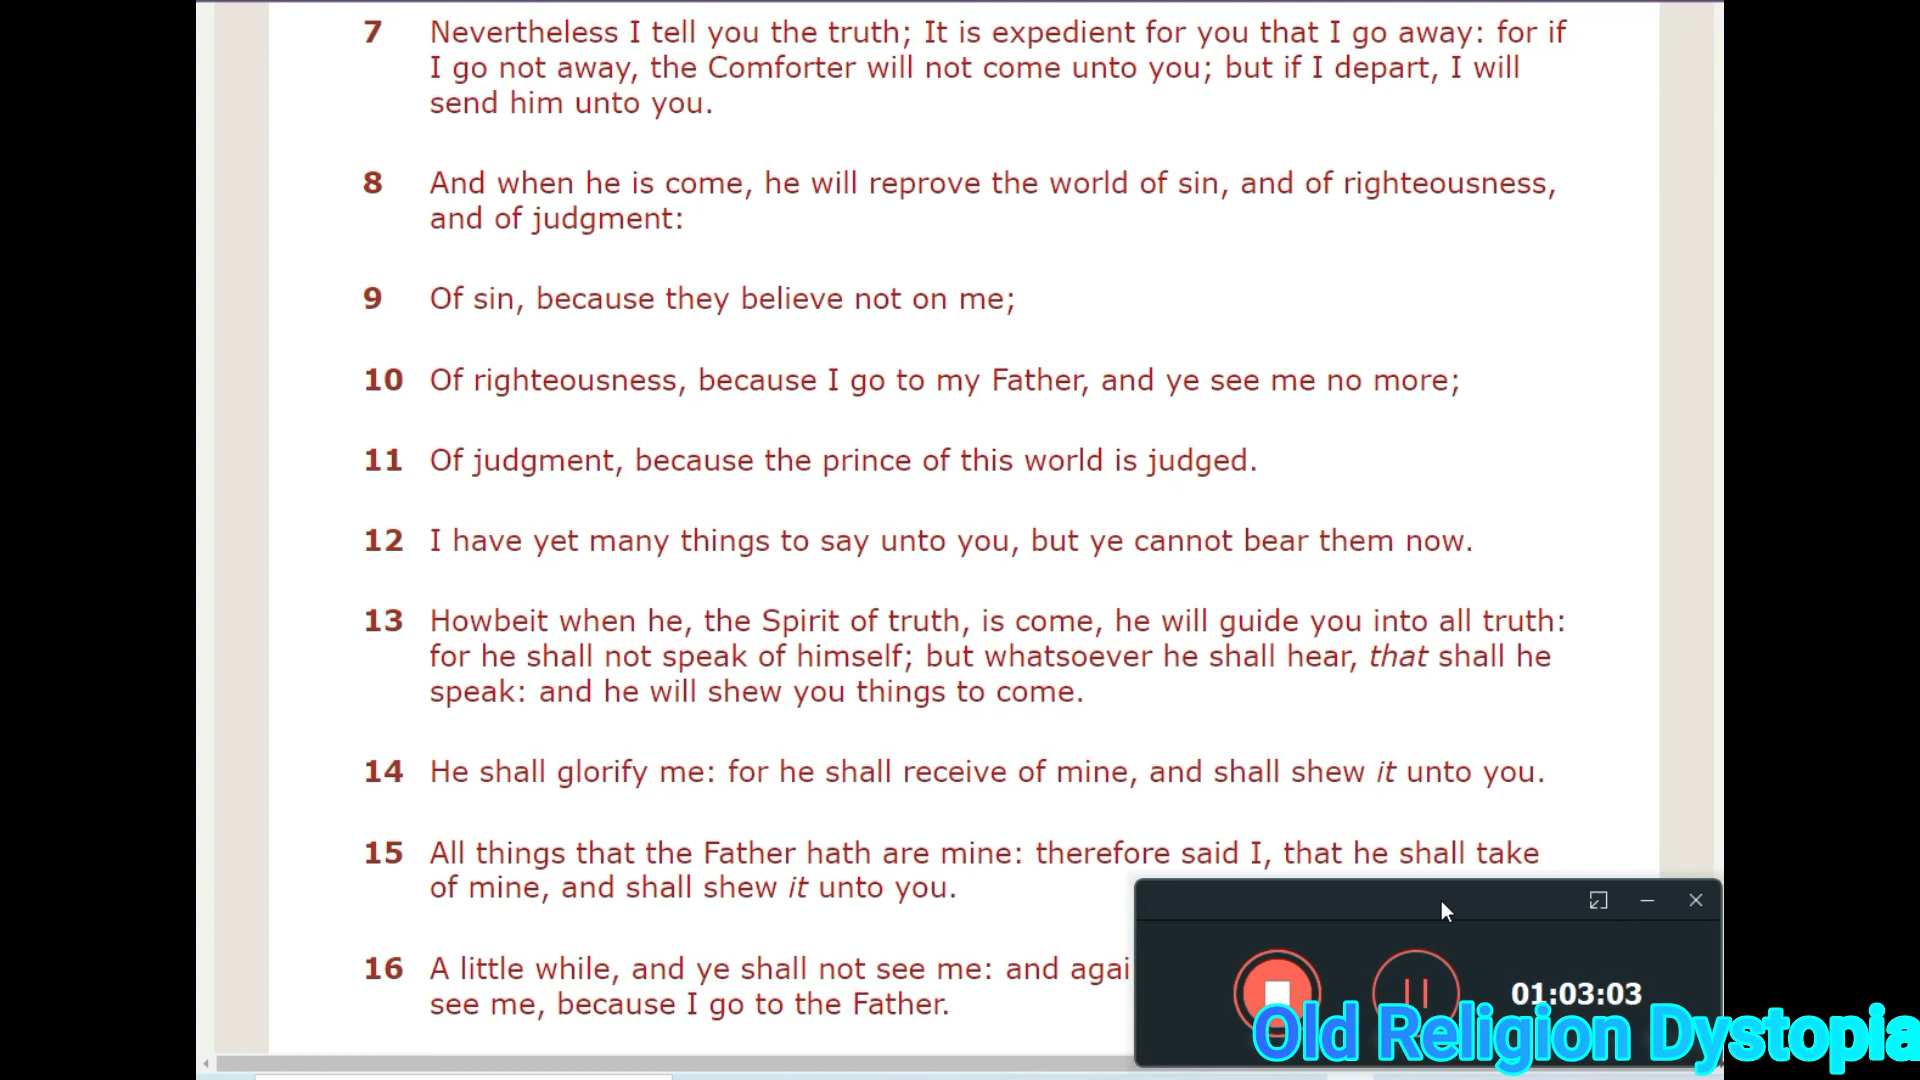 7 Nevertheless I tell you the truth; It is expedient for you that I go away: for if
I go not away, the Comforter will not come unto you; but if I depart, I will
send him unto you.
8 And when he is come, he will reprove the world of sin, and of righteousness,
and of judgment:
9 Of sin, because they believe not on me;
10 Of righteousness, because I go to my Father, and ye see me no more;
11 Of judgment, because the prince of this world is judged.
12 I have yet many things to say unto you, but ye cannot bear them now.
13 Howbeit when he, the Spirit of truth, is come, he will guide you into all truth:
for he shall not speak of himself; but whatsoever he shall hear, that shall he
speak: and he will shew you things to come.
14 He shall glorify me: for he shall receive of mine, and shall shew it unto you.
15 All things that the Father hath are mine: therefore said I, that he shall take
of mine, and shall shew it unto you.
16 A little while, and ye shall not see me: and agai
see me, because I go to the Father.
01:03:03
Old Religion Dystopia